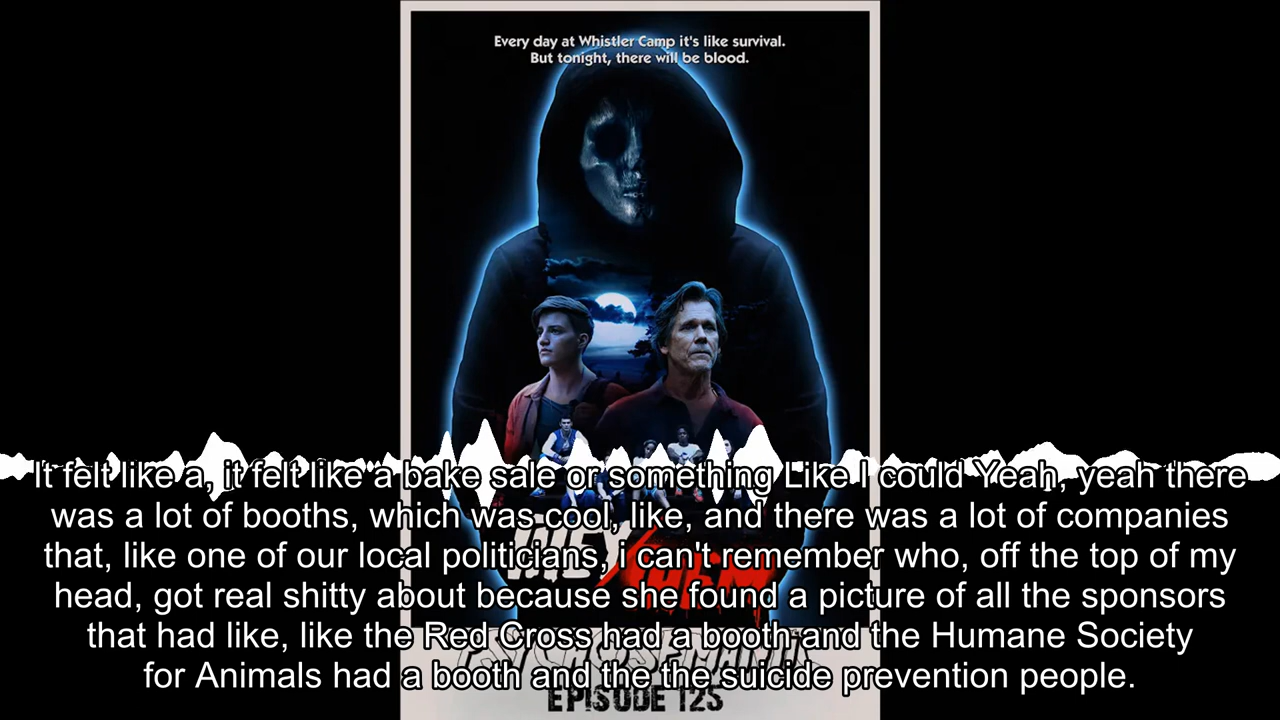 Every day at Whistler Camp it's like survival.
But tonight, there will be blood.
It felt like a, it felt like a bake sale or something Like I could Yeah, yeah there
was a lot of booths, which was cool, like, and there was a lot of companies
that, like one of our local politicians, i can't remember who, off the top of my
head, got real shitty about because she found a picture of all the sponsors
that had like, like the Red Cross had a booth and the Humane Society
for Animals had a booth and the the suicide prevention people.
EPISODE 125